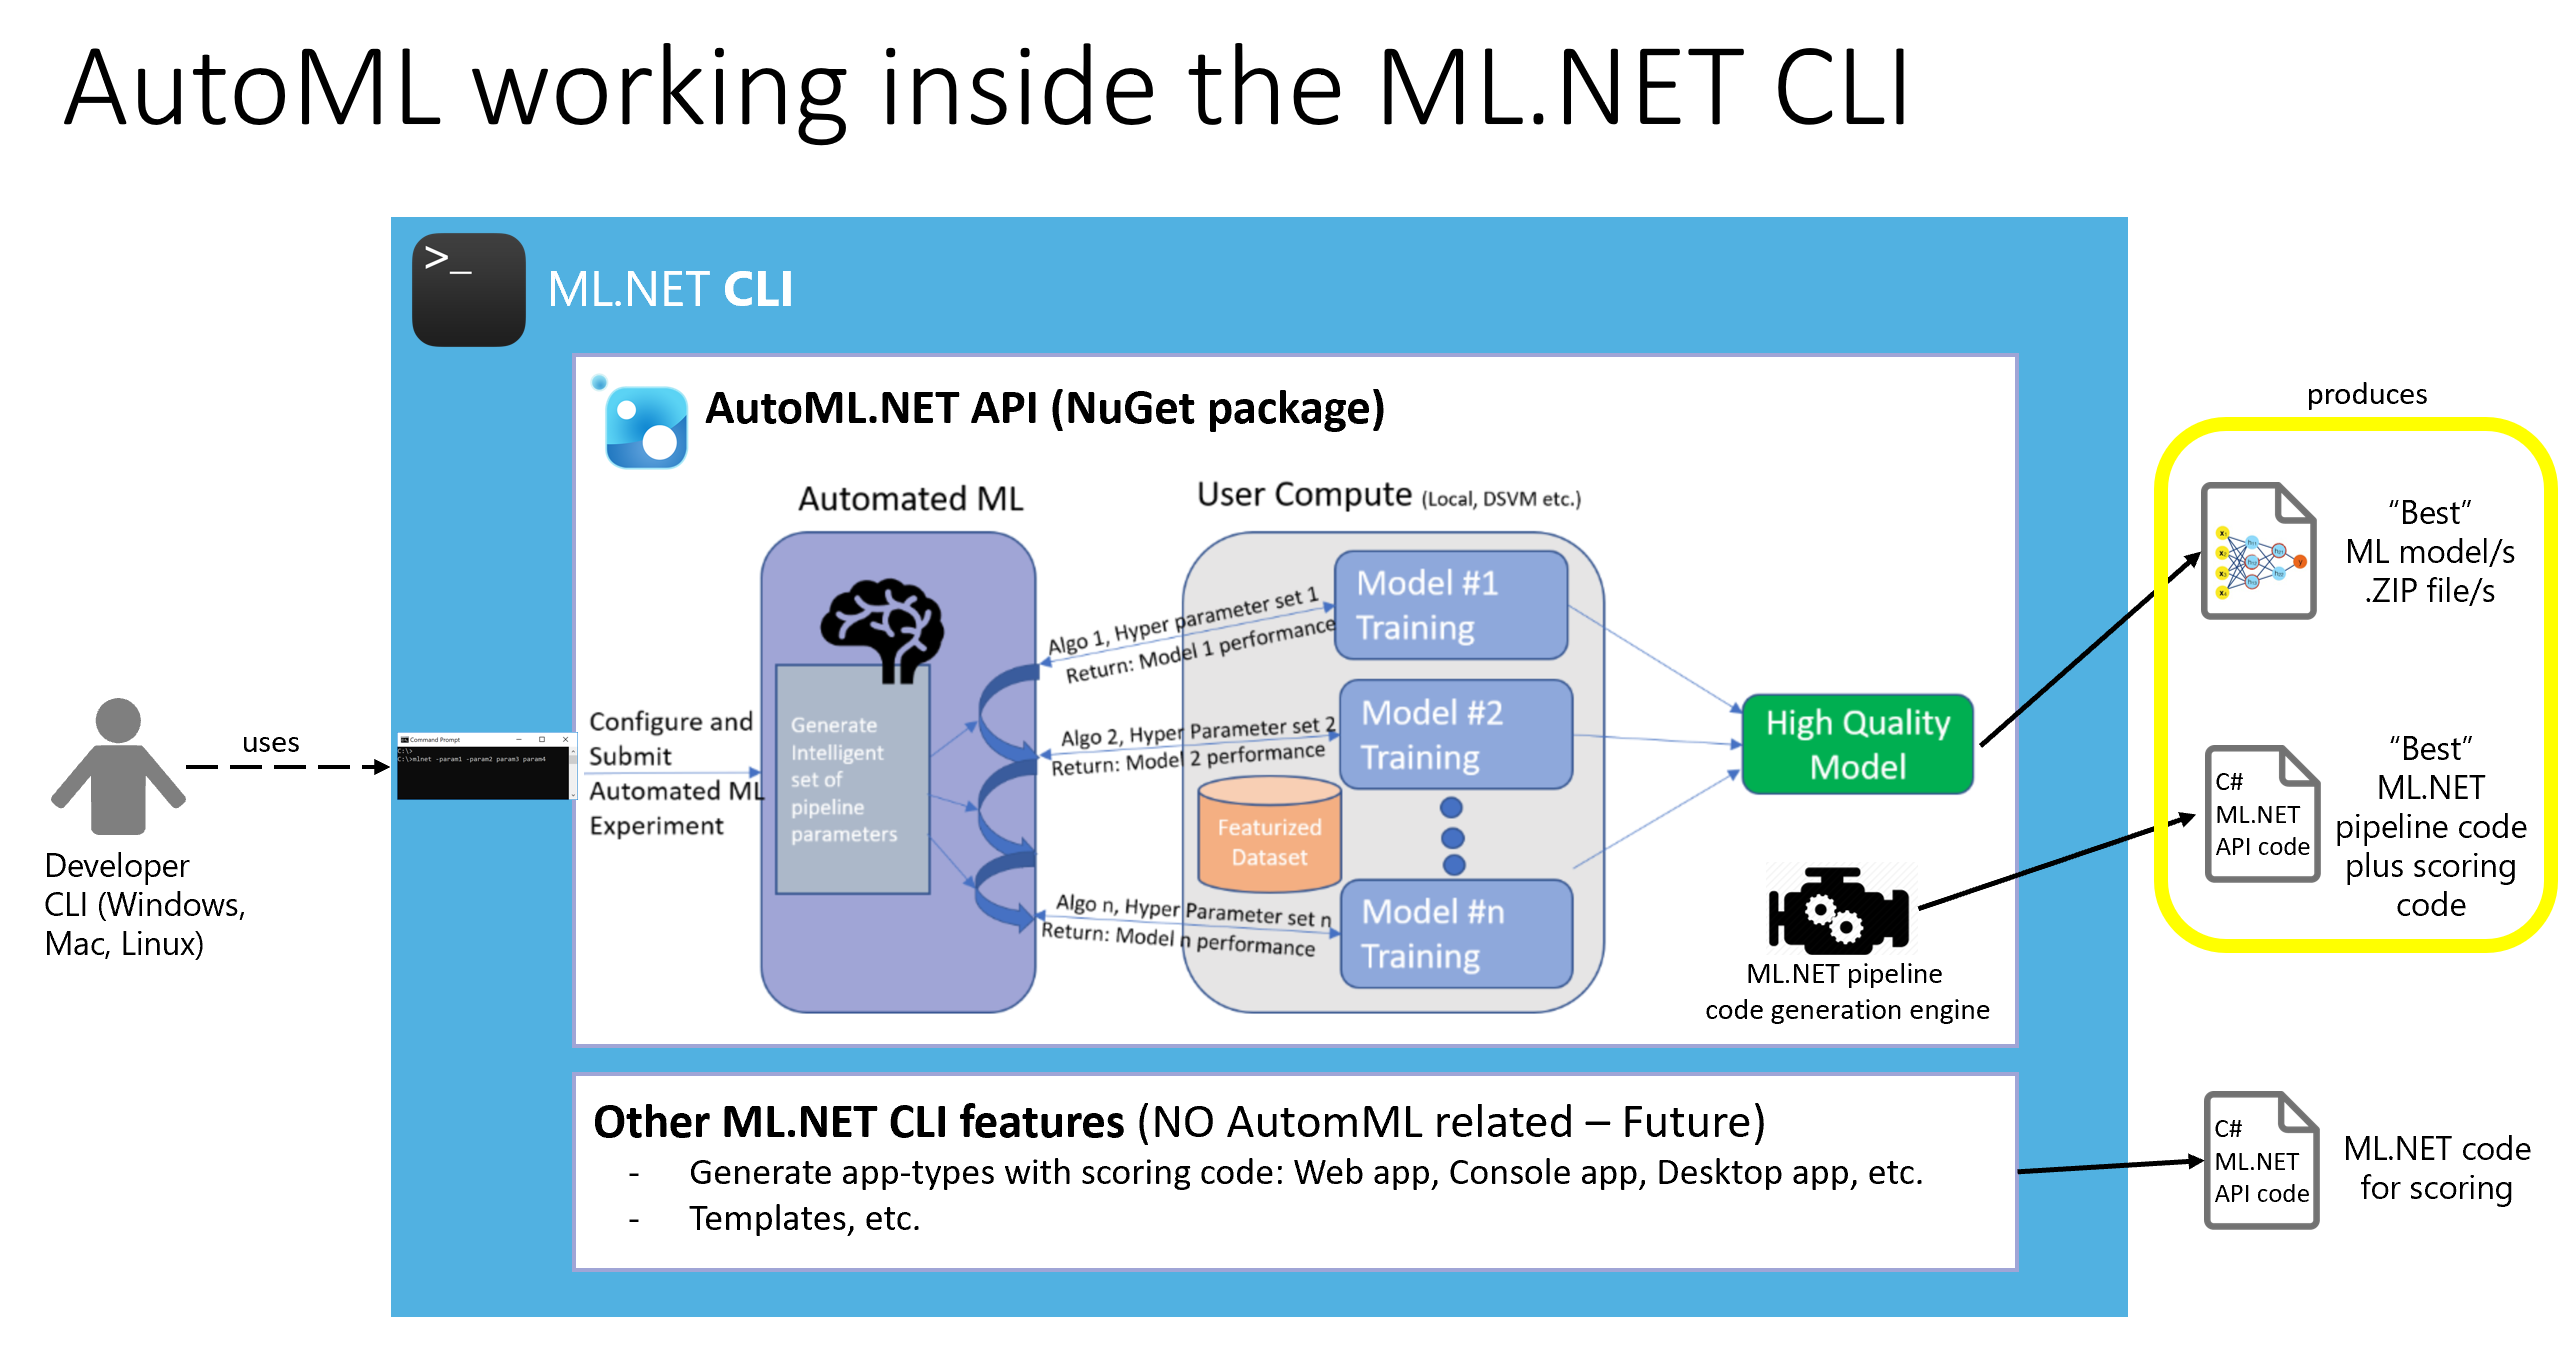 AutoML working inside the ML.NET CLI
>_
ML.NET CLI
AutoML.NET API (NuGet package)
Automated ML
User Compute (Local, DSVM etc.)
Developer
CLI (Windows,
Mac, Linux)
uses
Command Prompt
C:\>
C:\>mlnet -param1 -param2 param3 param4
Configure and
Submit
Automated ML
Experiment
Generate
Intelligent
set of
pipeline
parameters
Algo 1, Hyper parameter set 1
Return: Model 1 performance
Algo 2, Hyper Parameter set 2
Return: Model 2 performance
Algo n, Hyper Parameter set n
Return: Model n performance
Model #1
Training
Model #2
Training
Featurized
Dataset
Model #n
Training
High Quality
Model
ML.NET pipeline
code generation engine
produces
"Best"
ML model/s
.ZIP file/s
C#
ML.NET
API code
"Best"
ML.NET
pipeline code
plus scoring
code
Other ML.NET CLI features (NO AutomML related – Future)
- Generate app-types with scoring code: Web app, Console app, Desktop app, etc.
- Templates, etc.
C#
ML.NET
API code
ML.NET code
for scoring